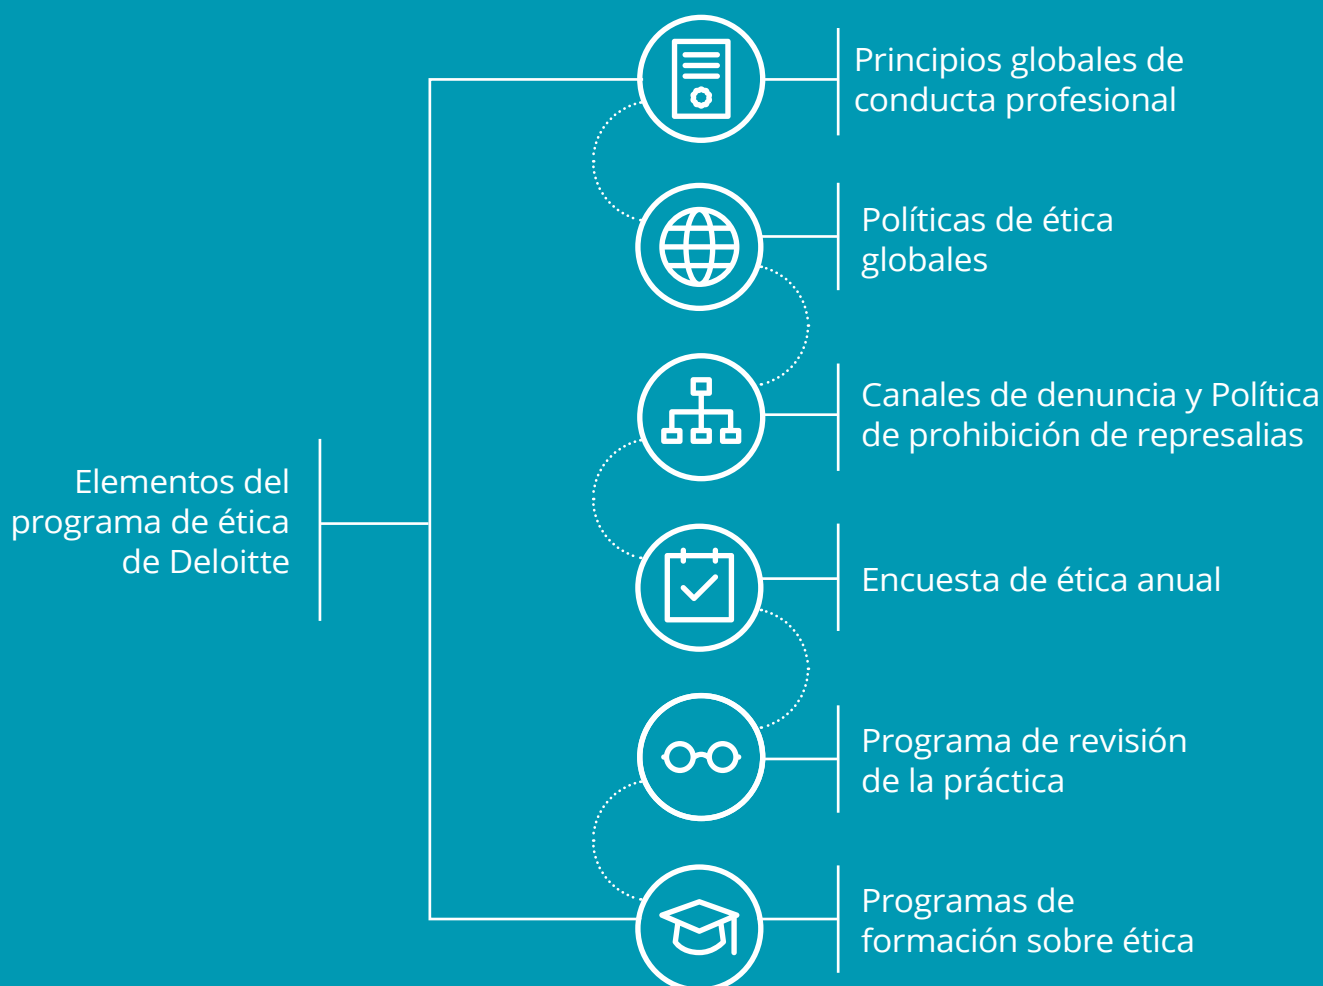 Principios globales de
conducta profesional
Políticas de ética
globales
Canales de denuncia y Política
de prohibición de represalias
Elementos del
programa de ética
de Deloitte
Encuesta de ética anual
Programa de revisión
de la práctica
Programas de
formación sobre ética